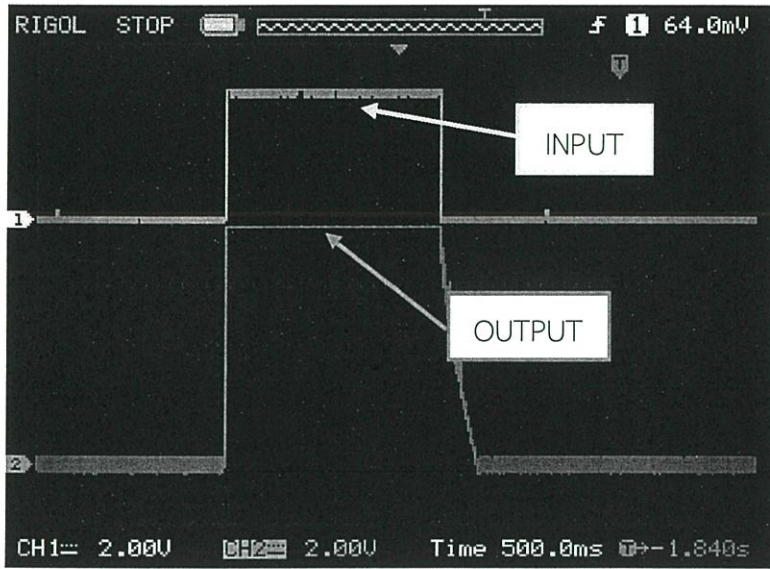 RIGOL STOP T f 1 64.0mV
T
INPUT
1
OUTPUT
2
CH1 2.00V CH2 2.00V Time 500.0ms T→-1.840s